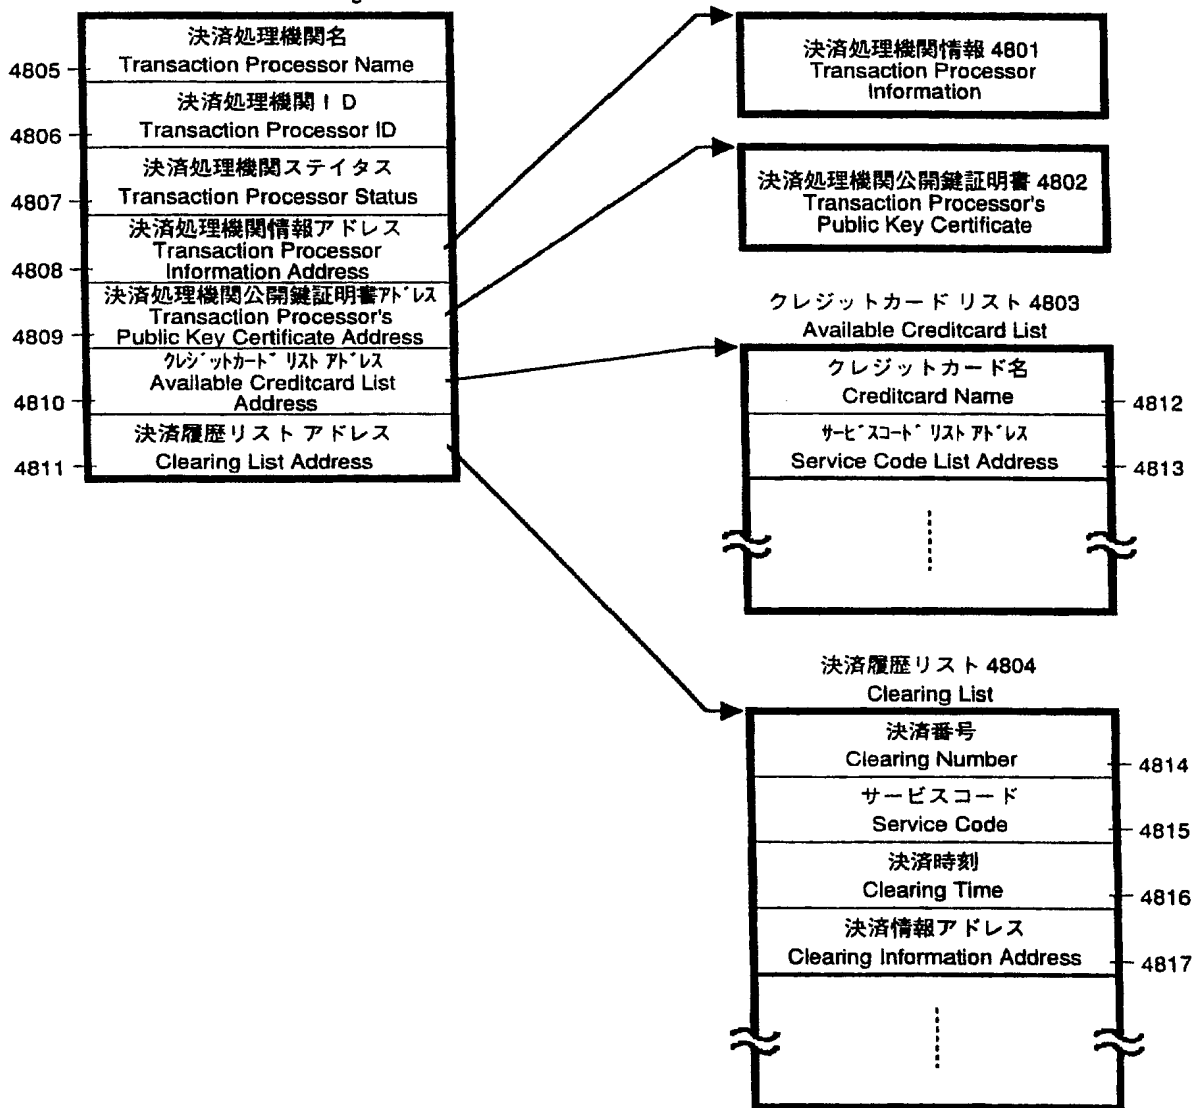 決済処理機関名
Transaction Processor Name
4805
決済処理機関ID
Transaction Processor ID
4806
決済処理機関ステイタス
Transaction Processor Status
4807
決済処理機関情報アドレス
Transaction Processor
Information Address
4808
決済処理機関公開鍵証明書アドレス
Transaction Processor's
Public Key Certificate Address
4809
クレジットカード リスト アドレス
Available Creditcard List
Address
4810
決済履歴リスト アドレス
Clearing List Address
4811
決済処理機関情報 4801
Transaction Processor
Information
決済処理機関公開鍵証明書 4802
Transaction Processor's
Public Key Certificate
クレジットカード リスト 4803
Available Creditcard List
クレジットカード名
Creditcard Name
4812
サービスコード リスト アドレス
Service Code List Address
4813
決済履歴リスト 4804
Clearing List
決済番号
Clearing Number
4814
サービスコード
Service Code
4815
決済時刻
Clearing Time
4816
決済情報アドレス
Clearing Information Address
4817